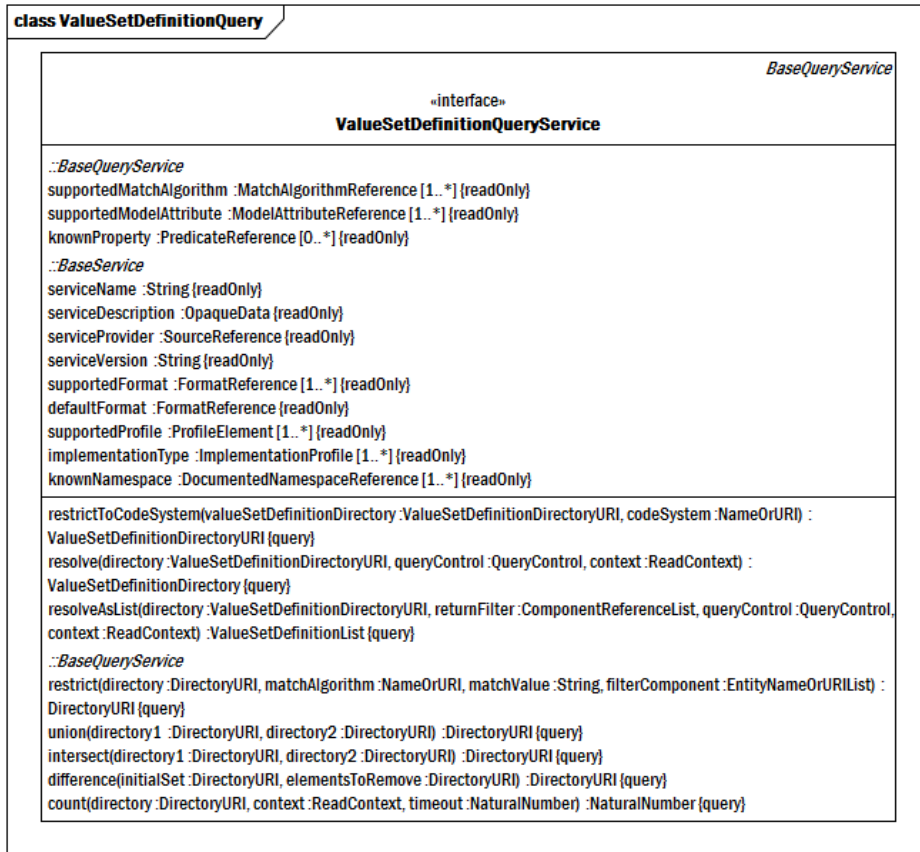 class ValueSetDefinitionQuery
BaseQueryService
«interface»
ValueSetDefinitionQueryService
::BaseQueryService
supportedMatchAlgorithm :MatchAlgorithmReference [1..*] {readOnly}
supportedModelAttribute :ModelAttributeReference [1..*] {readOnly}
knownProperty :PredicateReference [0..*] {readOnly}
::BaseService
serviceName :String {readOnly}
serviceDescription :OpaqueData {readOnly}
serviceProvider :SourceReference {readOnly}
serviceVersion :String {readOnly}
supportedFormat :FormatReference [1..*] {readOnly}
defaultFormat :FormatReference {readOnly}
supportedProfile :ProfileElement [1..*] {readOnly}
implementationType :ImplementationProfile [1..*] {readOnly}
knownNamespace :DocumentedNamespaceReference [1..*] {readOnly}
restrictToCodeSystem(valueSetDefinitionDirectory :ValueSetDefinitionDirectoryURI, codeSystem :NameOrURI) :
ValueSetDefinitionDirectoryURI {query}
resolve(directory :ValueSetDefinitionDirectoryURI, queryControl :QueryControl, context :ReadContext) :
ValueSetDefinitionDirectory {query}
resolveAsList(directory :ValueSetDefinitionDirectoryURI, returnFilter :ComponentReferenceList, queryControl :QueryControl,
context :ReadContext) :ValueSetDefinitionList {query}
::BaseQueryService
restrict(directory :DirectoryURI, matchAlgorithm :NameOrURI, matchValue :String, filterComponent :EntityNameOrURIList) :
DirectoryURI {query}
union(directory1 :DirectoryURI, directory2 :DirectoryURI) :DirectoryURI {query}
intersect(directory1 :DirectoryURI, directory2 :DirectoryURI) :DirectoryURI {query}
difference(initialSet :DirectoryURI, elementsToRemove :DirectoryURI) :DirectoryURI {query}
count(directory :DirectoryURI, context :ReadContext, timeout :NaturalNumber) :NaturalNumber {query}